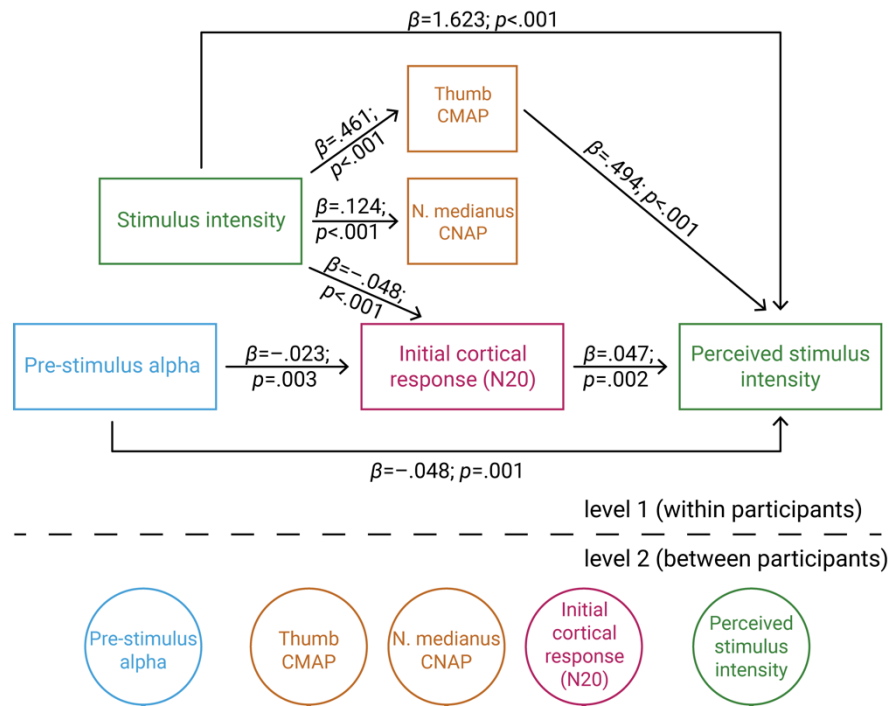 β=1.623; p<.001
Thumb
CMAP
β=.461;
p<.001
β=.494; p<.001
Stimulus intensity
β=.124;
p<.001
N. medianus
CNAP
β=−.048;
p<.001
Pre-stimulus alpha
β=−.023;
p=.003
Initial cortical
response (N20)
β=.047;
p=.002
Perceived stimulus
intensity
β=−.048; p=.001
level 1 (within participants)
level 2 (between participants)
Pre-stimulus
alpha
Thumb
CMAP
N. medianus
CNAP
Initial
cortical
response
(N20)
Perceived
stimulus
intensity